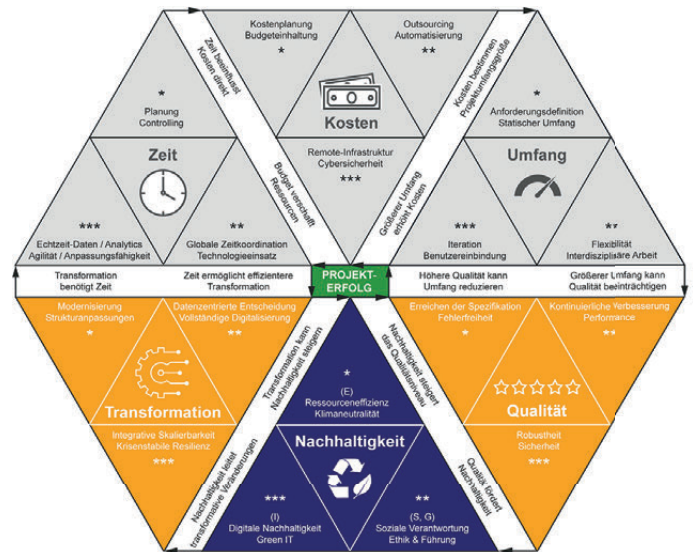 Kostenplanung
Budgeteinhaltung
*
Outsourcing
Automatisierung
**
Zeit beeinflusst
Kosten direkt
Kosten bestimmen
Projektumfangsgröße
*
Planung
Controlling
Kosten
*
Anforderungsdefinition
Statischer Umfang
Zeit
Remote-Infrastruktur
Cybersicherheit
***
Umfang
Budget verschafft
Ressourcen
Größerer Umfang
erhöht Kosten
***
Echtzeit-Daten / Analytics
Agilität / Anpassungsfähigkeit
**
Globale Zeitkoordination
Technologieeinsatz
***
Iteration
Benutzereinbindung
**
Flexibilität
Interdisziplinäre Arbeit
Transformation
benötigt Zeit
Zeit ermöglicht effizientere
Transformation
PROJEKT-
ERFOLG
Höhere Qualität kann
Umfang reduzieren
Größerer Umfang kann
Qualität beeinträchtigen
Modernisierung
Strukturanpassungen
*
Datenzentrierte Entscheidung
Vollständige Digitalisierung
**
Transformation kann
Nachhaltigkeit steigern
Nachhaltigkeit steigert
das Qualitätsniveau
Erreichen der Spezifikation
Fehlerfreiheit
*
Kontinuierliche Verbesserung
Performance
**
*
(E)
Ressourceneffizienz
Klimaneutralität
Transformation
Qualität
Integrative Skalierbarkeit
Krisenstabile Resilienz
***
Nachhaltigkeit
Robustheit
Sicherheit
***
Nachhaltigkeit leitet
transformative Veränderungen
Qualität fördert
Nachhaltigkeit
***
(I)
Digitale Nachhaltigkeit
Green IT
**
(S, G)
Soziale Verantwortung
Ethik & Führung